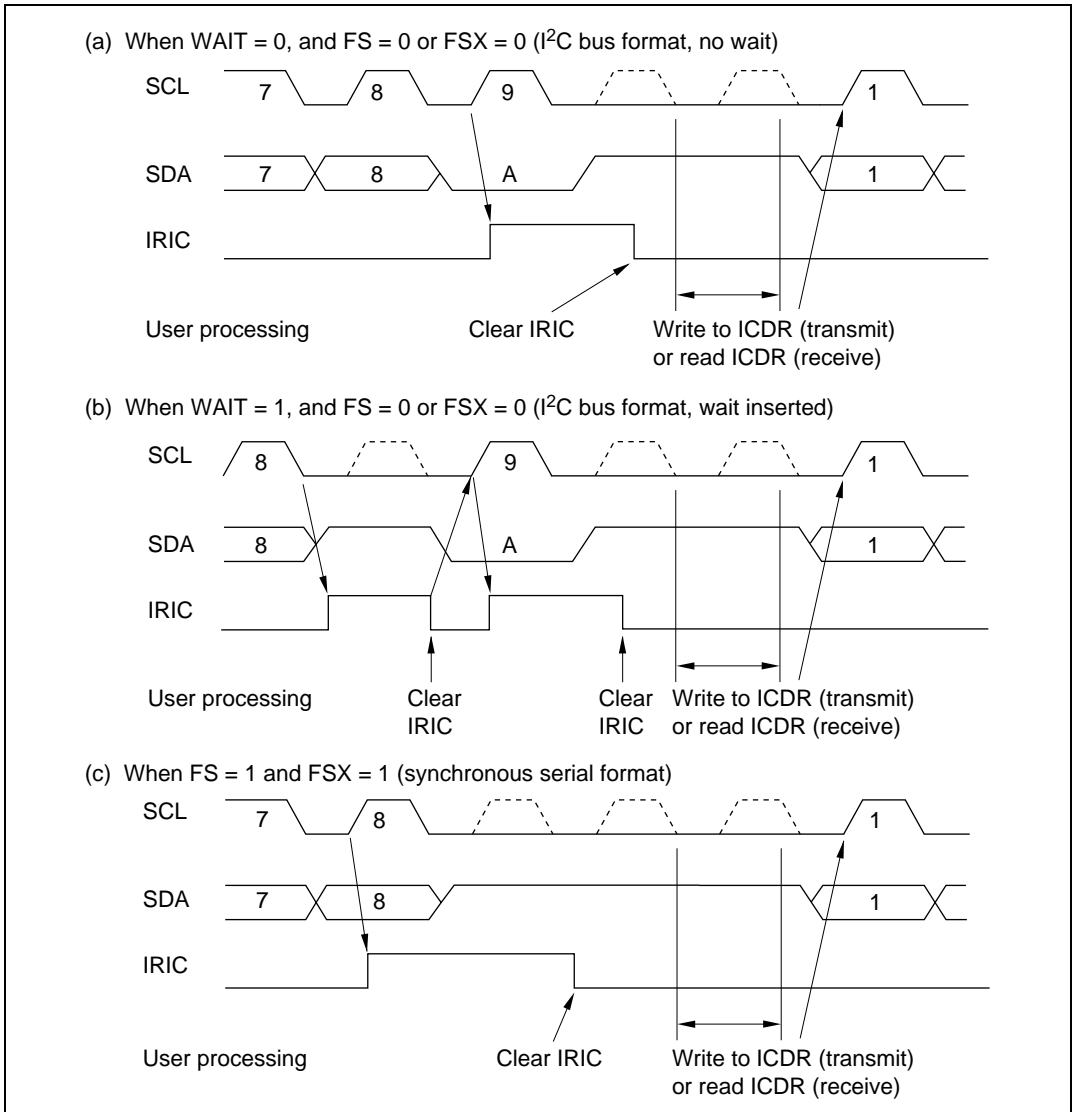 (a) When WAIT = 0, and FS = 0 or FSX = 0 (I²C bus format, no wait)
SCL 7 8 9 1
SDA 7 8 A 1
IRIC
User processing Clear IRIC Write to ICDR (transmit)
or read ICDR (receive)
(b) When WAIT = 1, and FS = 0 or FSX = 0 (I²C bus format, wait inserted)
SCL 8 9 1
SDA 8 A 1
IRIC
User processing Clear Clear Write to ICDR (transmit)
IRIC IRIC or read ICDR (receive)
(c) When FS = 1 and FSX = 1 (synchronous serial format)
SCL 7 8 1
SDA 7 8 1
IRIC
User processing Clear IRIC Write to ICDR (transmit)
or read ICDR (receive)